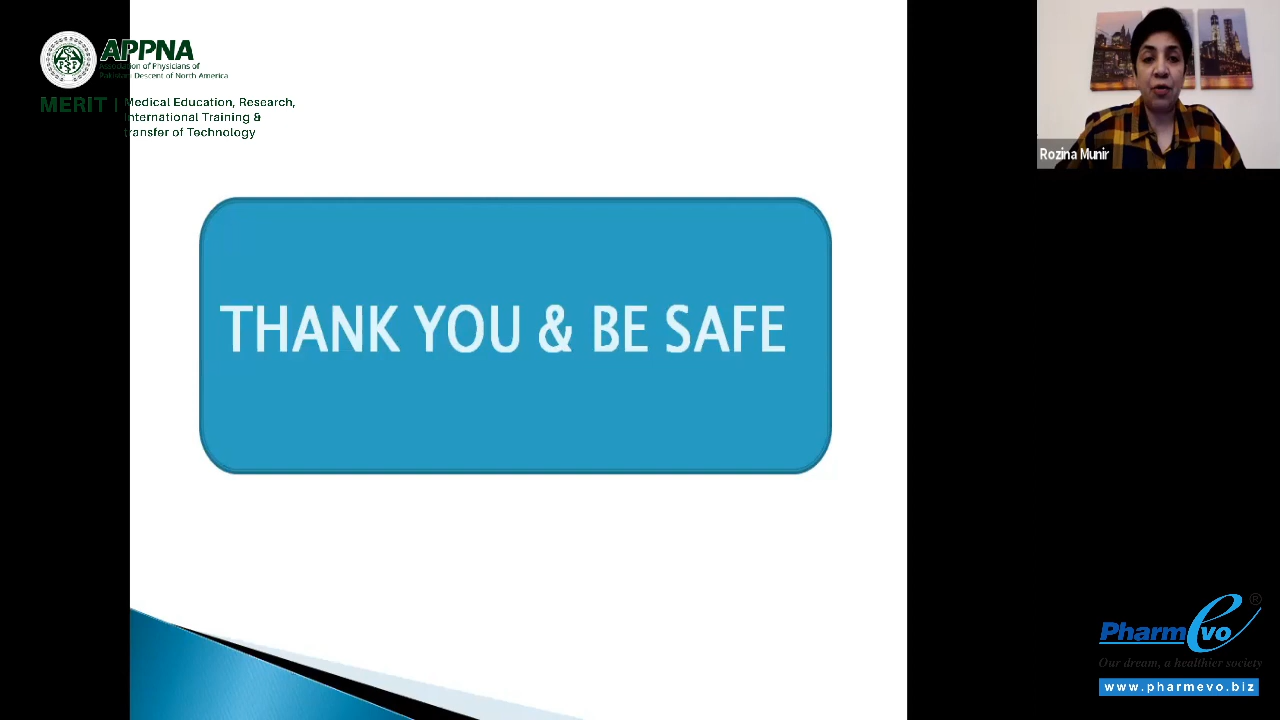 APPNA
Association of Physicians of
Pakistani Descent of North America
MERIT | Medical Education, Research,
International Training &
transfer of Technology
Rozina Munir
THANK YOU & BE SAFE
PharmEvo ®
Our dream, a healthier society
www.pharmevo.biz